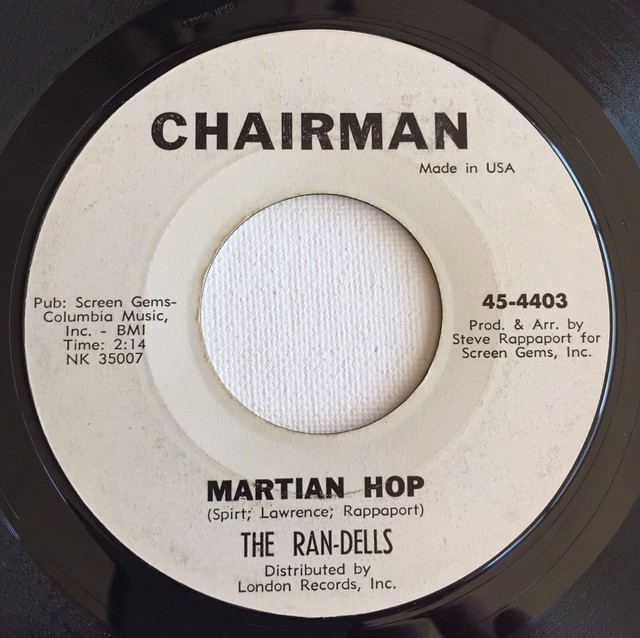 CHAIRMAN
Made in USA
Pub: Screen Gems-
Columbia Music,
Inc. - BMI
Time: 2:14
NK 35007
45-4403
Prod. & Arr. by
Steve Rappaport for
Screen Gems, Inc.
MARTIAN HOP
(Spirt; Lawrence; Rappaport)
THE RAN-DELLS
Distributed by
London Records, Inc.